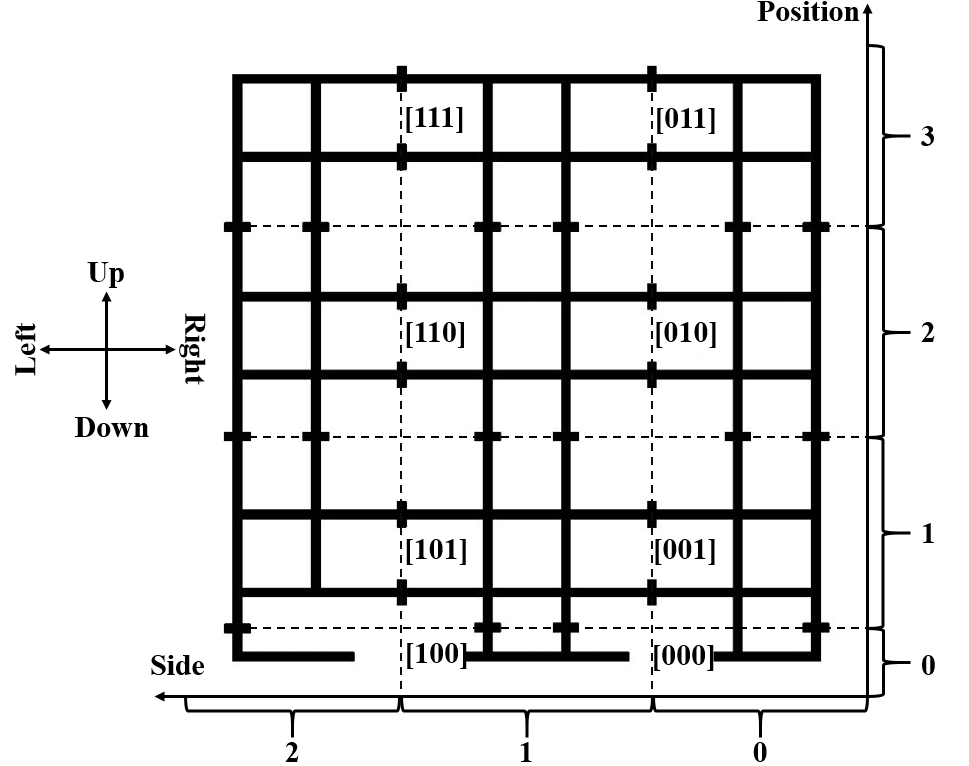 Position
[111]
[011]
3
Up
Left
Right
Down
[110]
[010]
2
[101]
[001]
1
[100]
[000]
0
Side
2
1
0